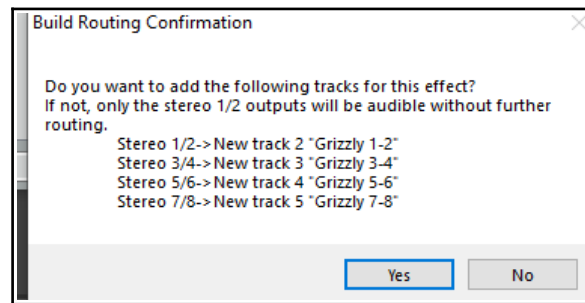 Build Routing Confirmation
Do you want to add the following tracks for this effect?
If not, only the stereo 1/2 outputs will be audible without further
routing.
Stereo 1/2-> New track 2 "Grizzly 1-2"
Stereo 3/4-> New track 3 "Grizzly 3-4"
Stereo 5/6-> New track 4 "Grizzly 5-6"
Stereo 7/8-> New track 5 "Grizzly 7-8"
Yes No